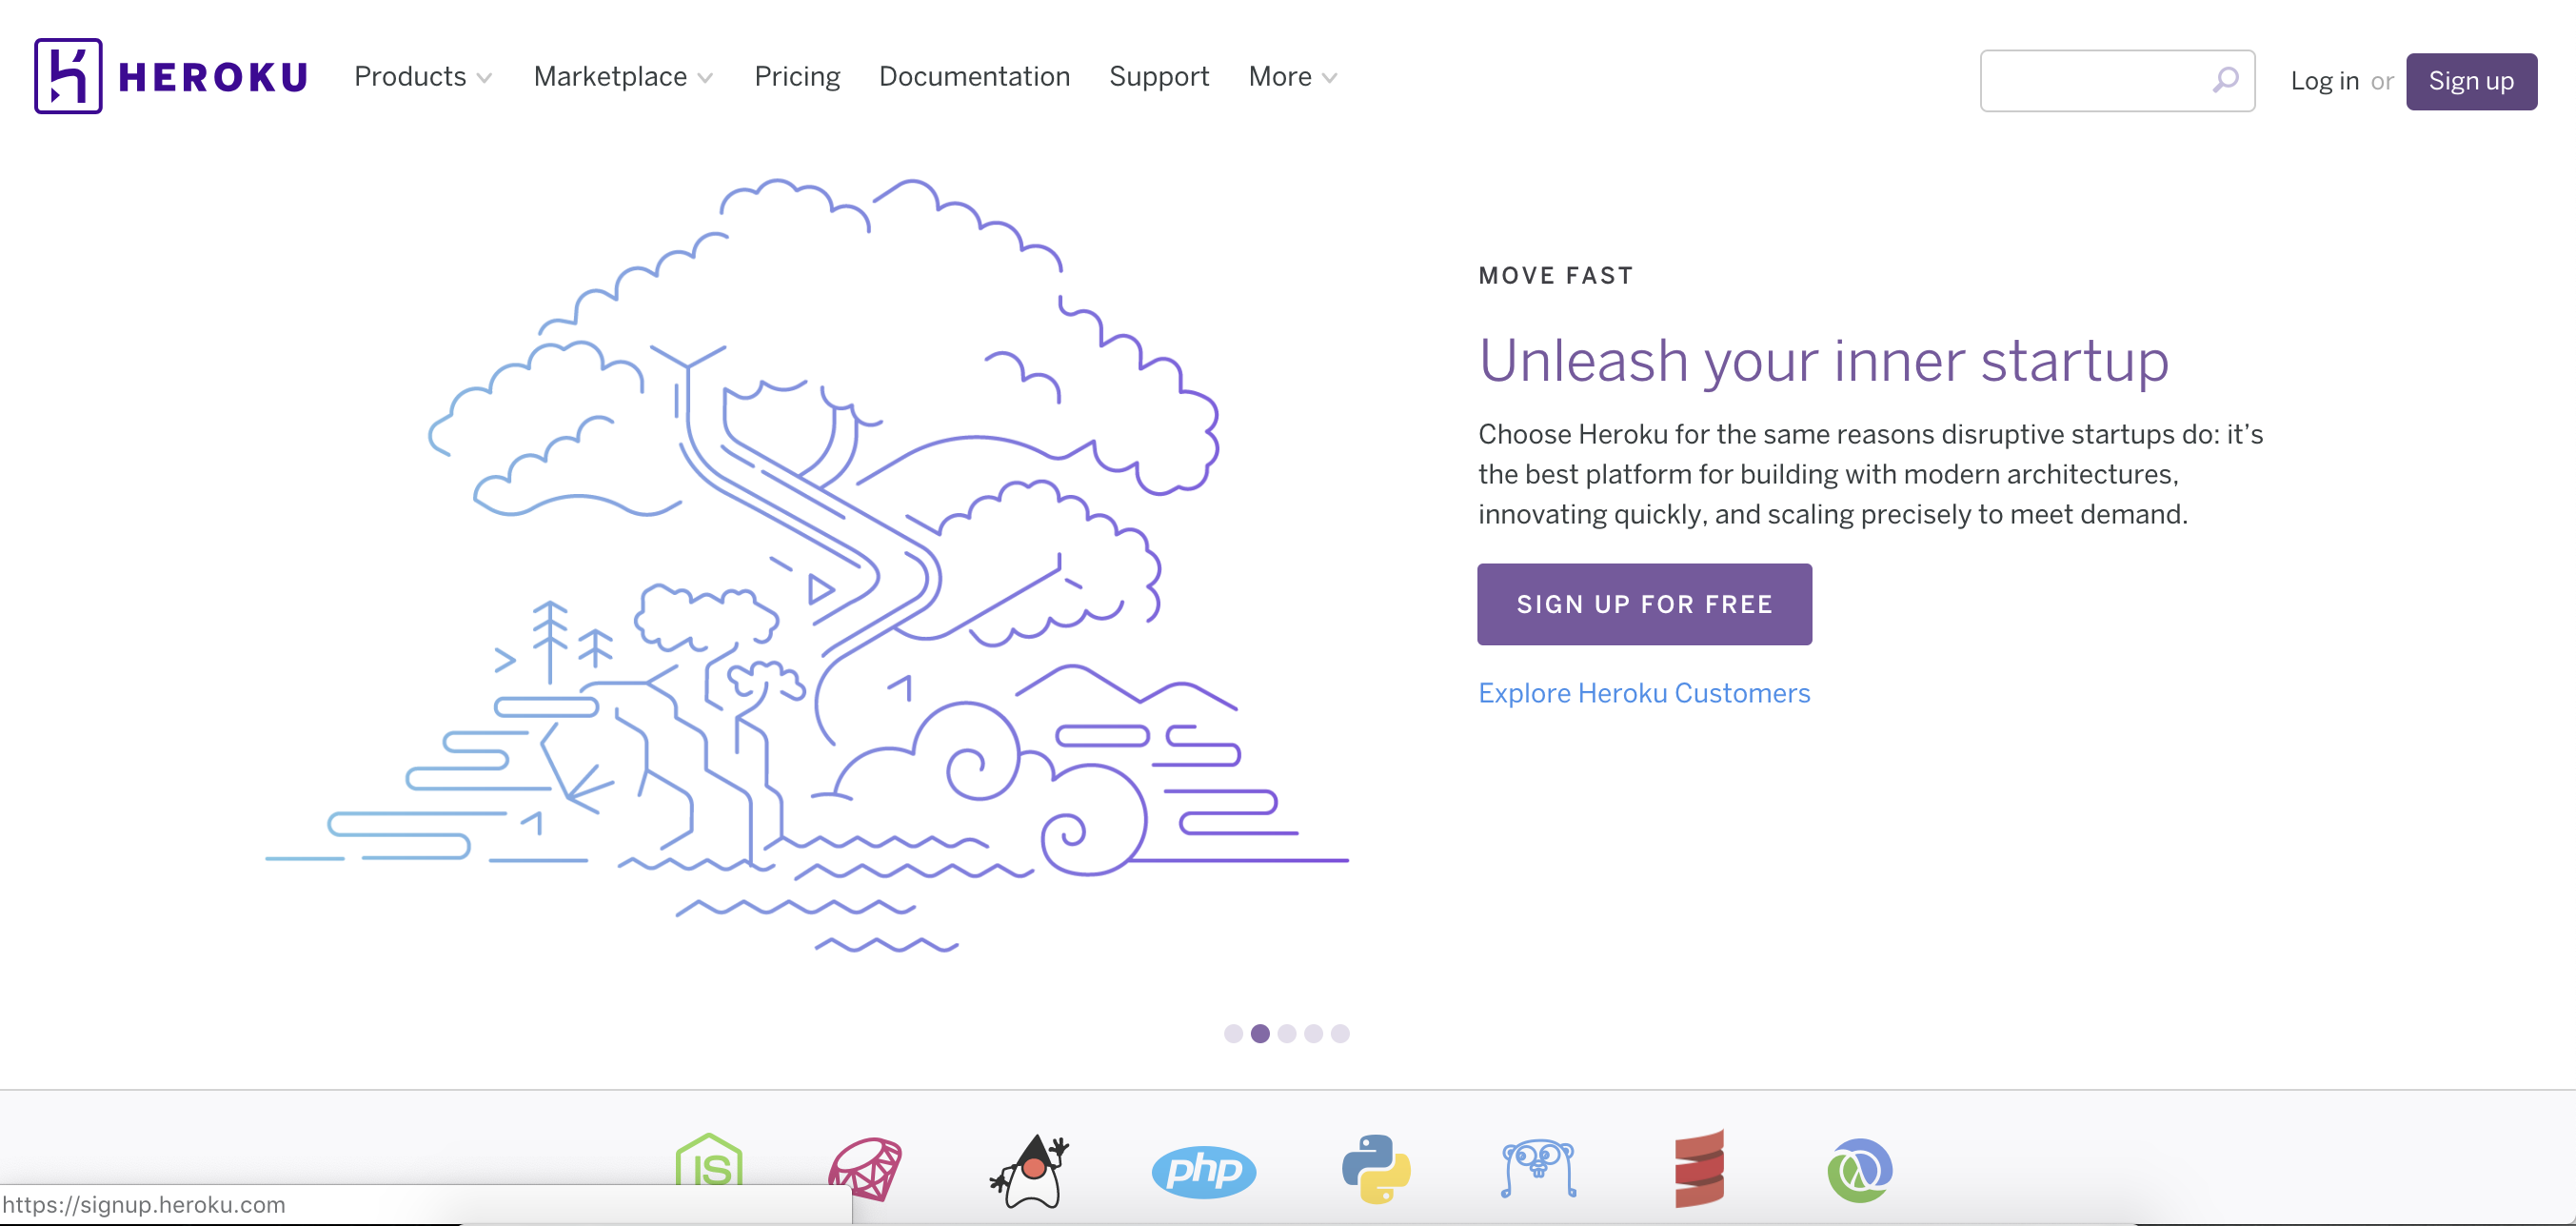 HEROKU Products Marketplace Pricing Documentation Support More Log in or Sign up
MOVE FAST
Unleash your inner startup
Choose Heroku for the same reasons disruptive startups do: it’s
the best platform for building with modern architectures,
innovating quickly, and scaling precisely to meet demand.
SIGN UP FOR FREE
Explore Heroku Customers
JS php
https://signup.heroku.com